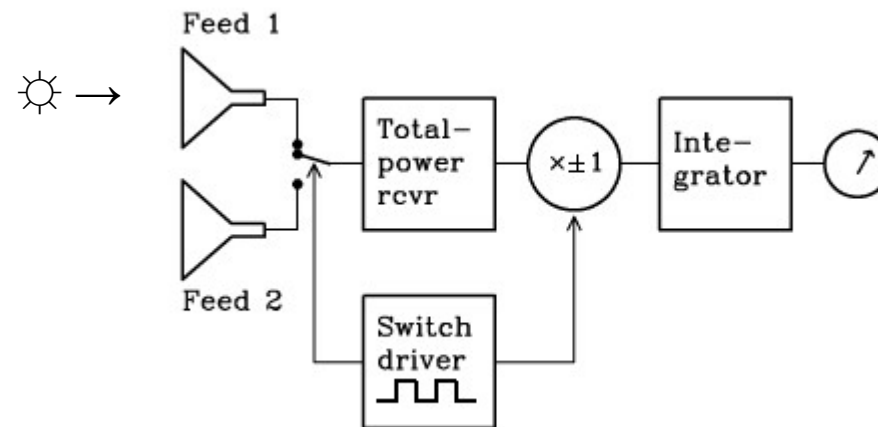 Feed 1
Total-
power
rcvr
×±1
Inte-
grator
Feed 2
Switch
driver